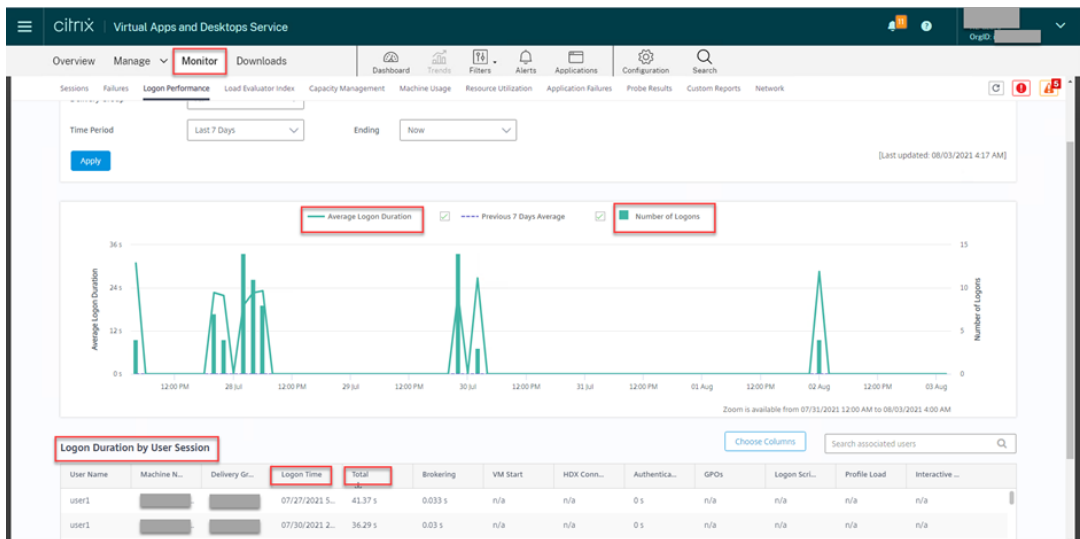 citrix Virtual Apps and Desktops Service 11 ?
OrgID:
Overview Manage Monitor Downloads Dashboard Trends Filters Alerts Applications Configuration Search
Sessions Failures Logon Performance Load Evaluator Index Capacity Management Machine Usage Resource Utilization Application Failures Probe Results Custom Reports Network 5
Time Period Last 7 Days Ending Now
Apply [Last updated: 08/03/2021 4:17 AM]
Average Logon Duration Previous 7 Days Average Number of Logons
36 s 15
24 s 10
12 s 5
0 s 0
Average Logon Duration
Number of Logons
12:00 PM 28 Jul 12:00 PM 29 Jul 12:00 PM 30 Jul 12:00 PM 31 Jul 12:00 PM 01 Aug 12:00 PM 02 Aug 12:00 PM 03 Aug
Zoom is available from 07/31/2021 12:00 AM to 08/03/2021 4:00 AM
Logon Duration by User Session Choose Columns Search associated users
User Name Machine N... Delivery Gr... Logon Time Total Brokering VM Start HDX Conn... Authentica... GPOs Logon Scri... Profile Load Interactive ...
user1 07/27/2021 5... 41.37 s 0.033 s n/a n/a 0 s n/a n/a n/a n/a
user1 07/30/2021 2... 36.29 s 0.03 s n/a n/a 0 s n/a n/a n/a n/a